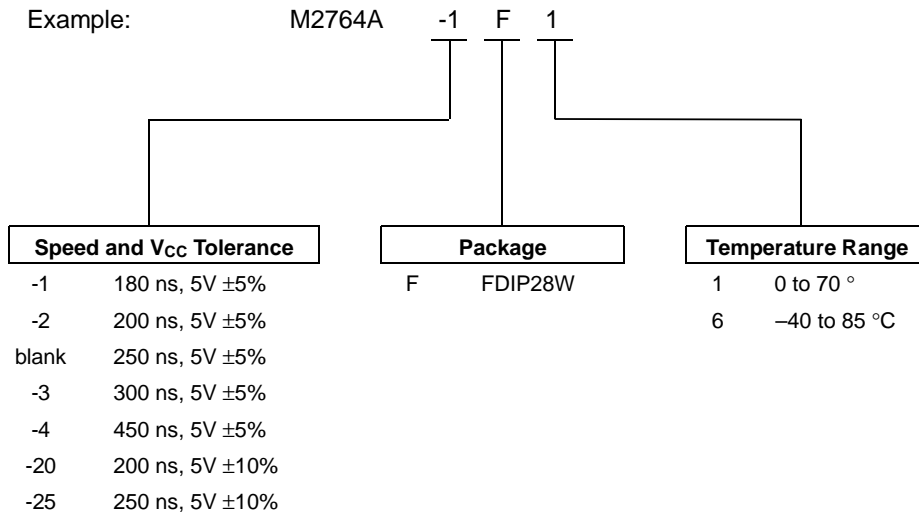 Example: M2764A -1 F 1
Speed and VCC Tolerance
-1 180 ns, 5V ±5%
-2 200 ns, 5V ±5%
blank 250 ns, 5V ±5%
-3 300 ns, 5V ±5%
-4 450 ns, 5V ±5%
-20 200 ns, 5V ±10%
-25 250 ns, 5V ±10%
Package
F FDIP28W
Temperature Range
1 0 to 70 °
6 –40 to 85 °C